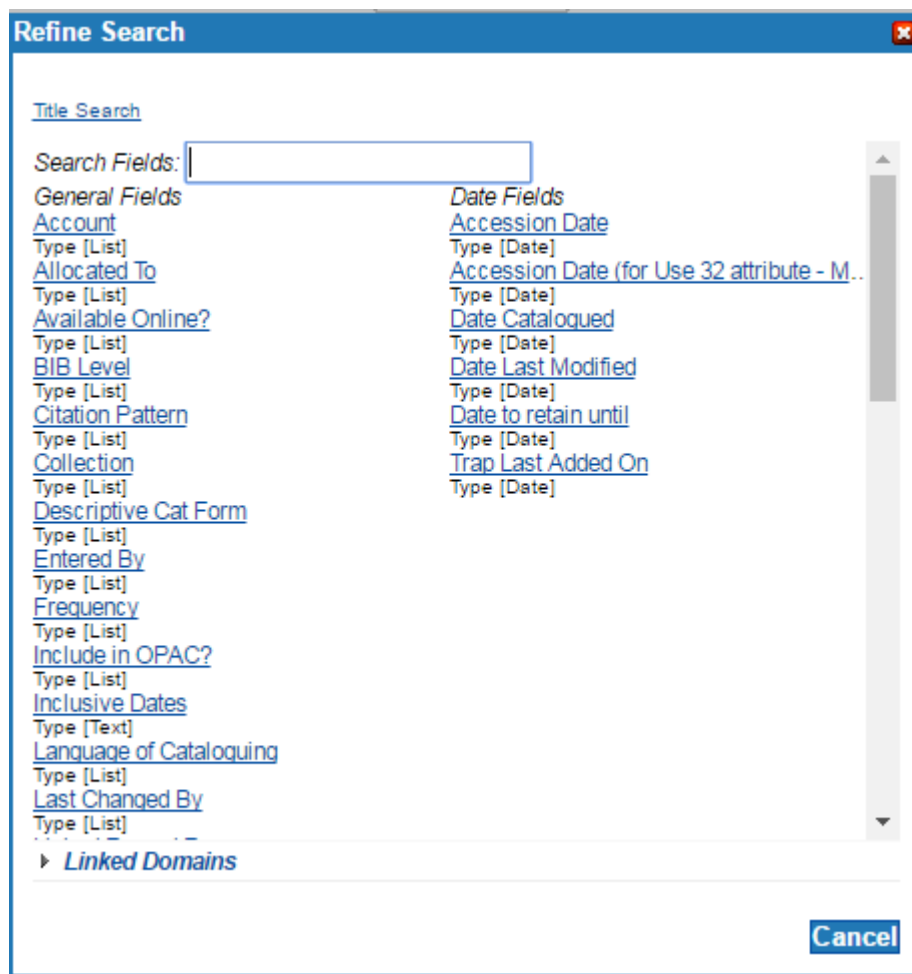 Refine Search
Title Search
Search Fields:
General Fields
Account
Type [List]
Allocated To
Type [List]
Available Online?
Type [List]
BIB Level
Type [List]
Citation Pattern
Type [List]
Collection
Type [List]
Descriptive Cat Form
Type [List]
Entered By
Type [List]
Frequency
Type [List]
Include in OPAC?
Type [List]
Inclusive Dates
Type [Text]
Language of Cataloguing
Type [List]
Last Changed By
Type [List]
Date Fields
Accession Date
Type [Date]
Accession Date (for Use 32 attribute - M...
Type [Date]
Date Catalogued
Type [Date]
Date Last Modified
Type [Date]
Date to retain until
Type [Date]
Trap Last Added On
Type [Date]
Linked Domains
Cancel